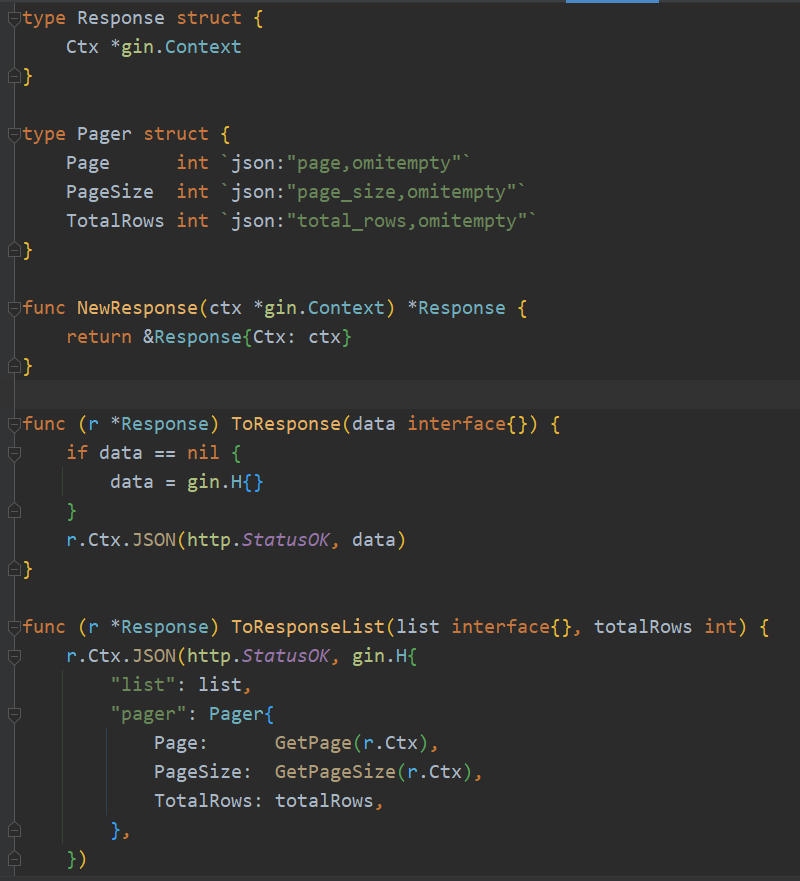 type Response struct {
    Ctx *gin.Context
}
type Pager struct {
    Page      int `json:"page,omitempty"`
    PageSize  int `json:"page_size,omitempty"`
    TotalRows int `json:"total_rows,omitempty"`
}
func NewResponse(ctx *gin.Context) *Response {
    return &Response{Ctx: ctx}
}
func (r *Response) ToResponse(data interface{}) {
    if data == nil {
        data = gin.H{}
    }
    r.Ctx.JSON(http.StatusOK, data)
}
func (r *Response) ToResponseList(list interface{}, totalRows int) {
    r.Ctx.JSON(http.StatusOK, gin.H{
        "list": list,
        "pager": Pager{
            Page:      GetPage(r.Ctx),
            PageSize:  GetPageSize(r.Ctx),
            TotalRows: totalRows,
        },
    })